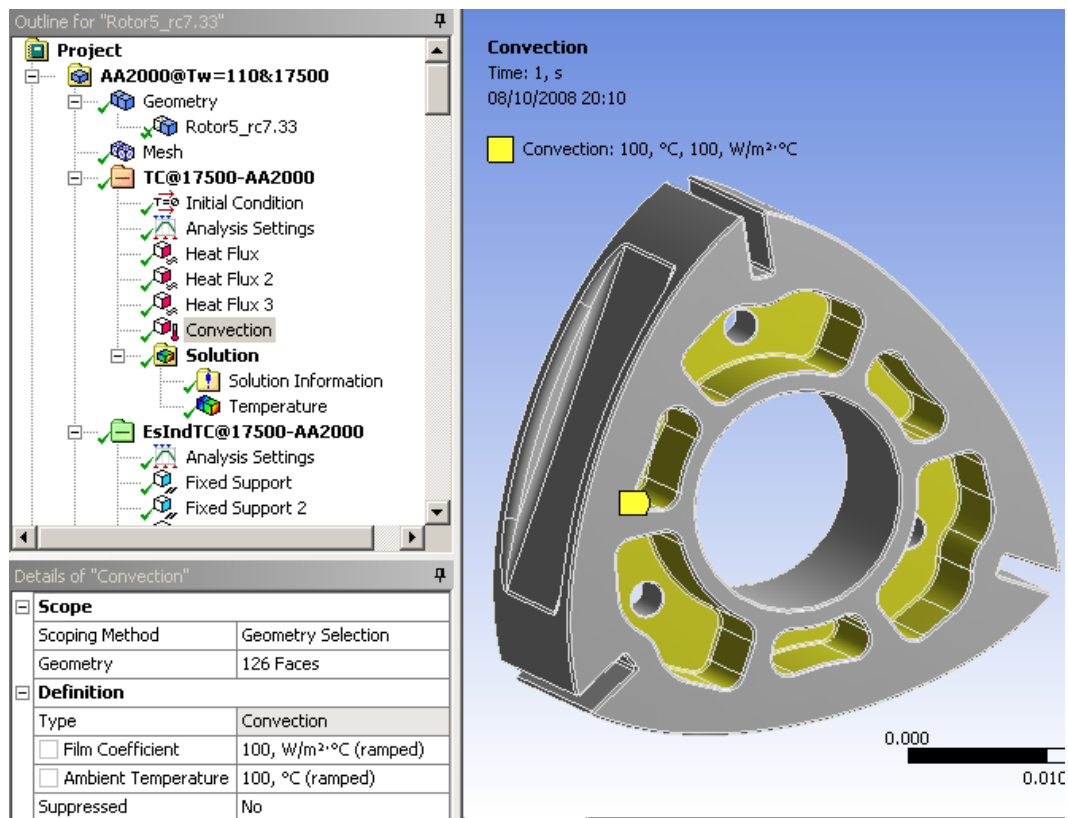 Outline for "Rotor5_rc7.33"
Project
AA2000@Tw=110&17500
Geometry
Rotor5_rc7.33
Mesh
TC@17500-AA2000
T=0
Initial Condition
Analysis Settings
Heat Flux
Heat Flux 2
Heat Flux 3
Convection
Solution
Solution Information
Temperature
EsIndTC@17500-AA2000
Analysis Settings
Fixed Support
Fixed Support 2
Details of "Convection"
Scope
Scoping Method Geometry Selection
Geometry 126 Faces
Definition
Type Convection
Film Coefficient 100, W/m²·°C (ramped)
Ambient Temperature 100, °C (ramped)
Suppressed No
Convection
Time: 1, s
08/10/2008 20:10
Convection: 100, °C, 100, W/m²·°C
0.000
0.010